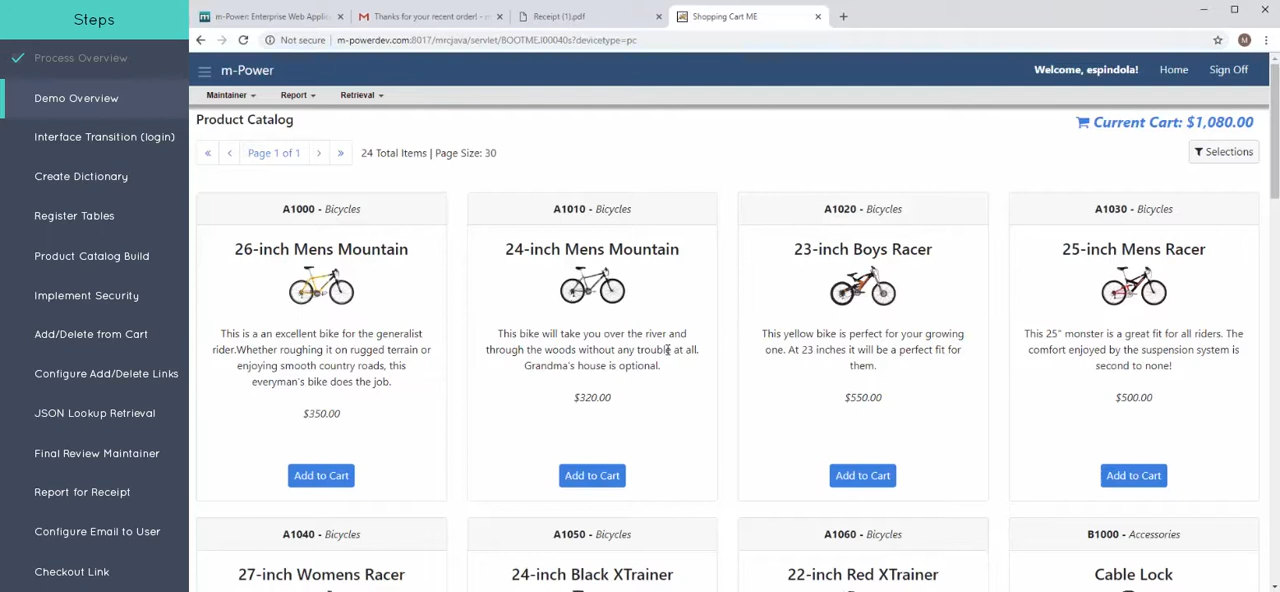 Steps
Process Overview
Demo Overview
Interface Transition (login)
Create Dictionary
Register Tables
Product Catalog Build
Implement Security
Add/Delete from Cart
Configure Add/Delete Links
JSON Lookup Retrieval
Final Review Maintainer
Report for Receipt
Configure Email to User
Checkout Link
m-Power: Enterprise Web Applic
Thanks for your recent order! - m
Receipt (1).pdf
Shopping Cart ME
Not secure | m-powerdev.com:8017/mrcjava/servlet/BOOTMEJ00040s?devicetype=pc
m-Power
Welcome, espindola! Home Sign Off
Maintainer Report Retrieval
Product Catalog
Current Cart: $1,080.00
« ‹ Page 1 of 1 › » 24 Total Items | Page Size: 30
Selections
A1000 - Bicycles
26-inch Mens Mountain
This is a an excellent bike for the generalist
rider.Whether roughing it on rugged terrain or
enjoying smooth country roads, this
everyman's bike does the job.
$350.00
Add to Cart
A1010 - Bicycles
24-inch Mens Mountain
This bike will take you over the river and
through the woods without any trouble at all.
Grandma's house is optional.
$320.00
Add to Cart
A1020 - Bicycles
23-inch Boys Racer
This yellow bike is perfect for your growing
one. At 23 inches it will be a perfect fit for
them.
$550.00
Add to Cart
A1030 - Bicycles
25-inch Mens Racer
This 25" monster is a great fit for all riders. The
comfort enjoyed by the suspension system is
second to none!
$500.00
Add to Cart
A1040 - Bicycles
27-inch Womens Racer
A1050 - Bicycles
24-inch Black XTrainer
A1060 - Bicycles
22-inch Red XTrainer
B1000 - Accessories
Cable Lock